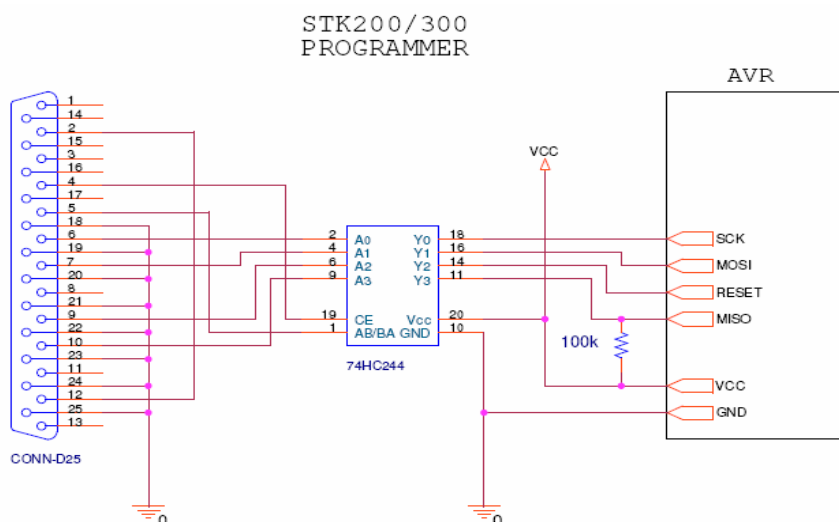 STK200/300
PROGRAMMER
AVR
1
14
2
15
3
16
4
17
5
18
6
19
7
20
8
21
9
22
10
23
11
24
12
25
13
CONN-D25
VCC
2 A0 Y0 18
4 A1 Y1 16
6 A2 Y2 14
9 A3 Y3 11
19 CE Vcc 20
1 AB/BA GND 10
74HC244
100k
SCK
MOSI
RESET
MISO
VCC
GND
0
0